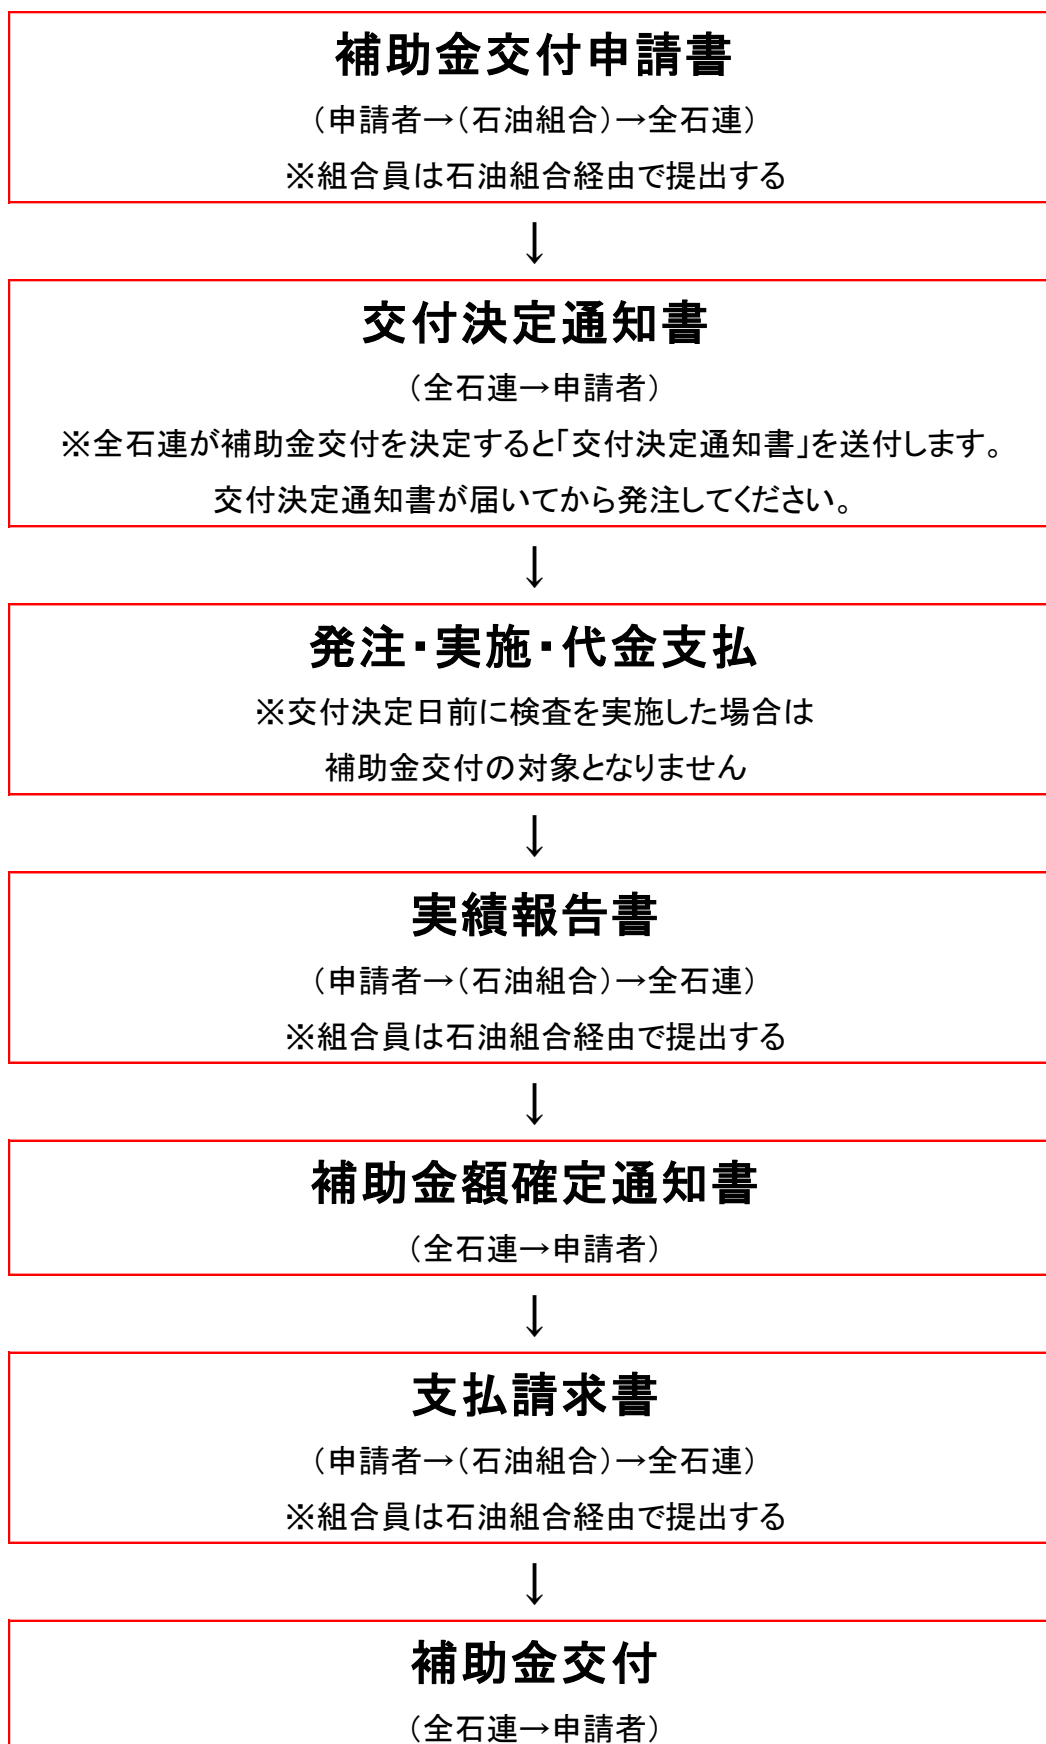 補助金交付申請書
（申請者→（石油組合）→全石連）
※組合員は石油組合経由で提出する
↓
交付決定通知書
（全石連→申請者）
※全石連が補助金交付を決定すると「交付決定通知書」を送付します。
交付決定通知書が届いてから発注してください。
↓
発注・実施・代金支払
※交付決定日前に検査を実施した場合は
補助金交付の対象となりません
↓
実績報告書
（申請者→（石油組合）→全石連）
※組合員は石油組合経由で提出する
↓
補助金額確定通知書
（全石連→申請者）
↓
支払請求書
（申請者→（石油組合）→全石連）
※組合員は石油組合経由で提出する
↓
補助金交付
（全石連→申請者）